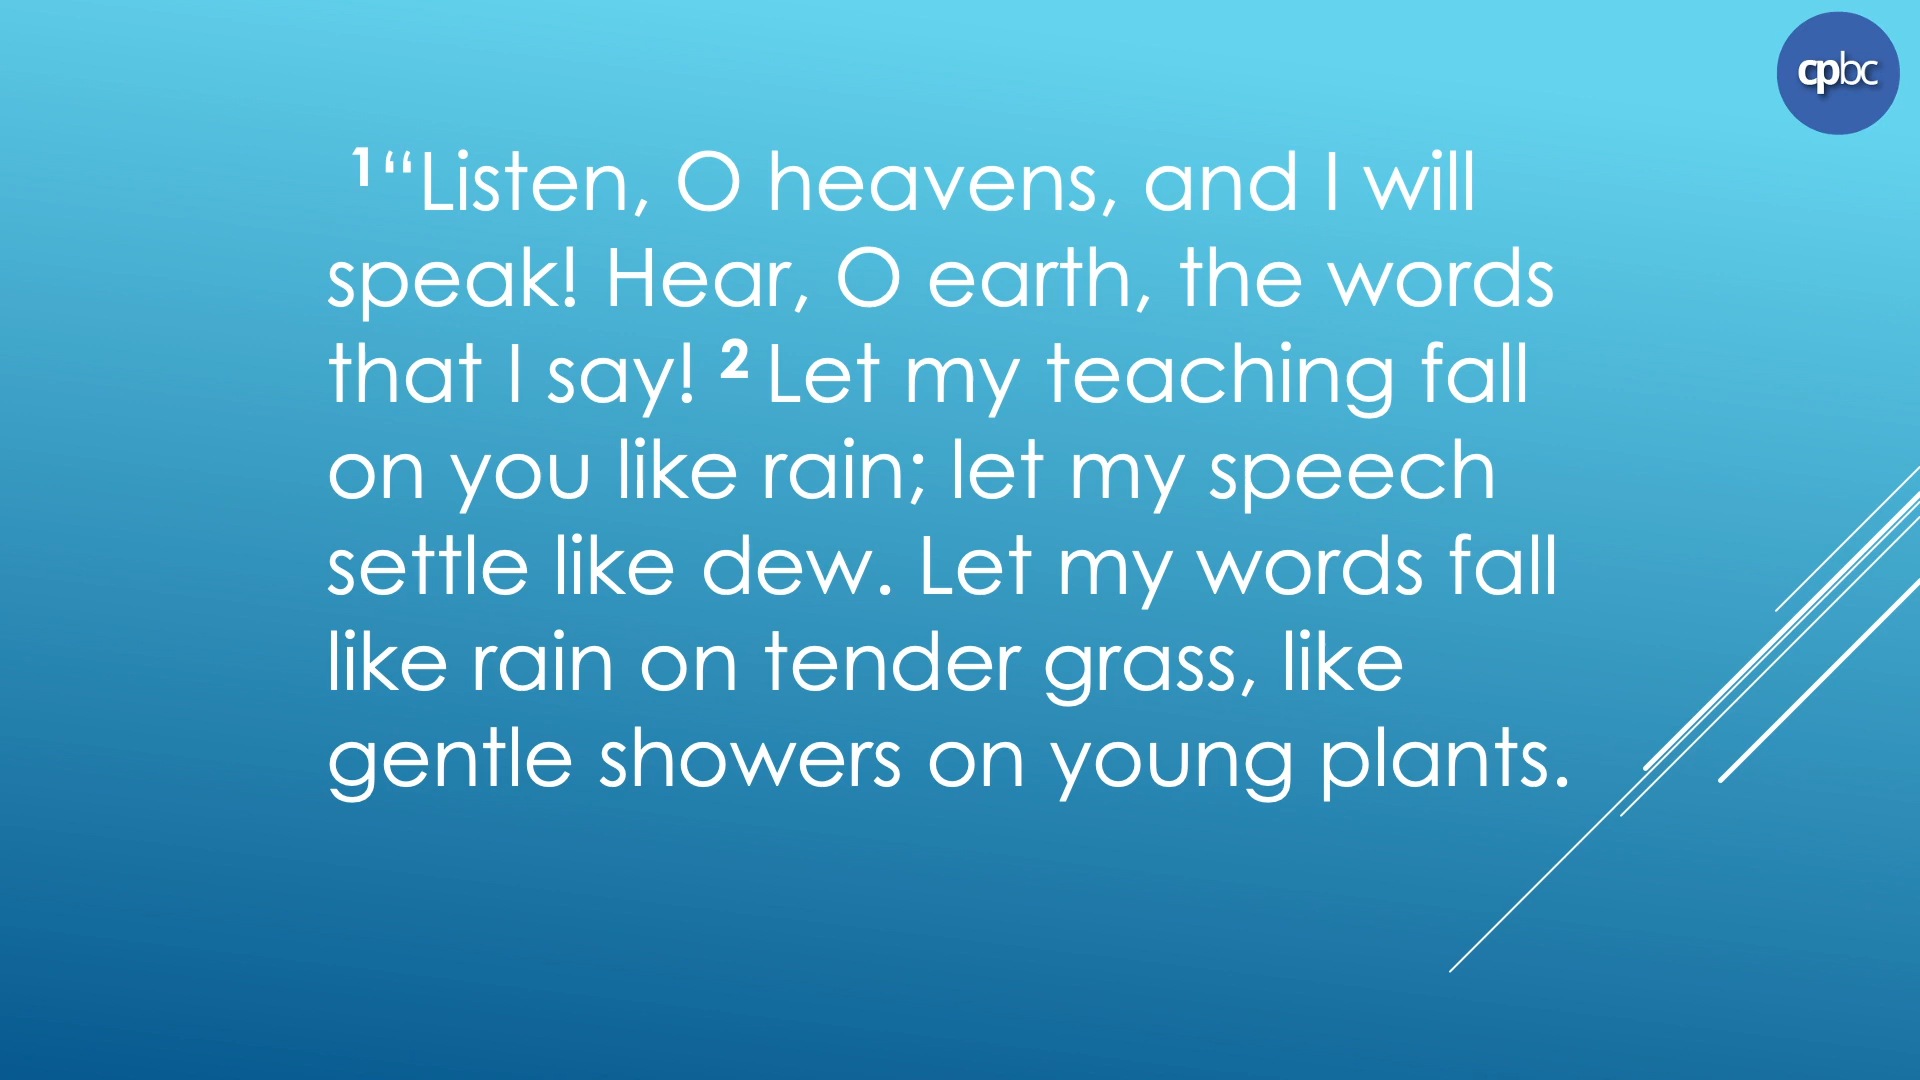 cpbc
1“Listen, O heavens, and I will
speak! Hear, O earth, the words
that I say! 2 Let my teaching fall
on you like rain; let my speech
settle like dew. Let my words fall
like rain on tender grass, like
gentle showers on young plants.